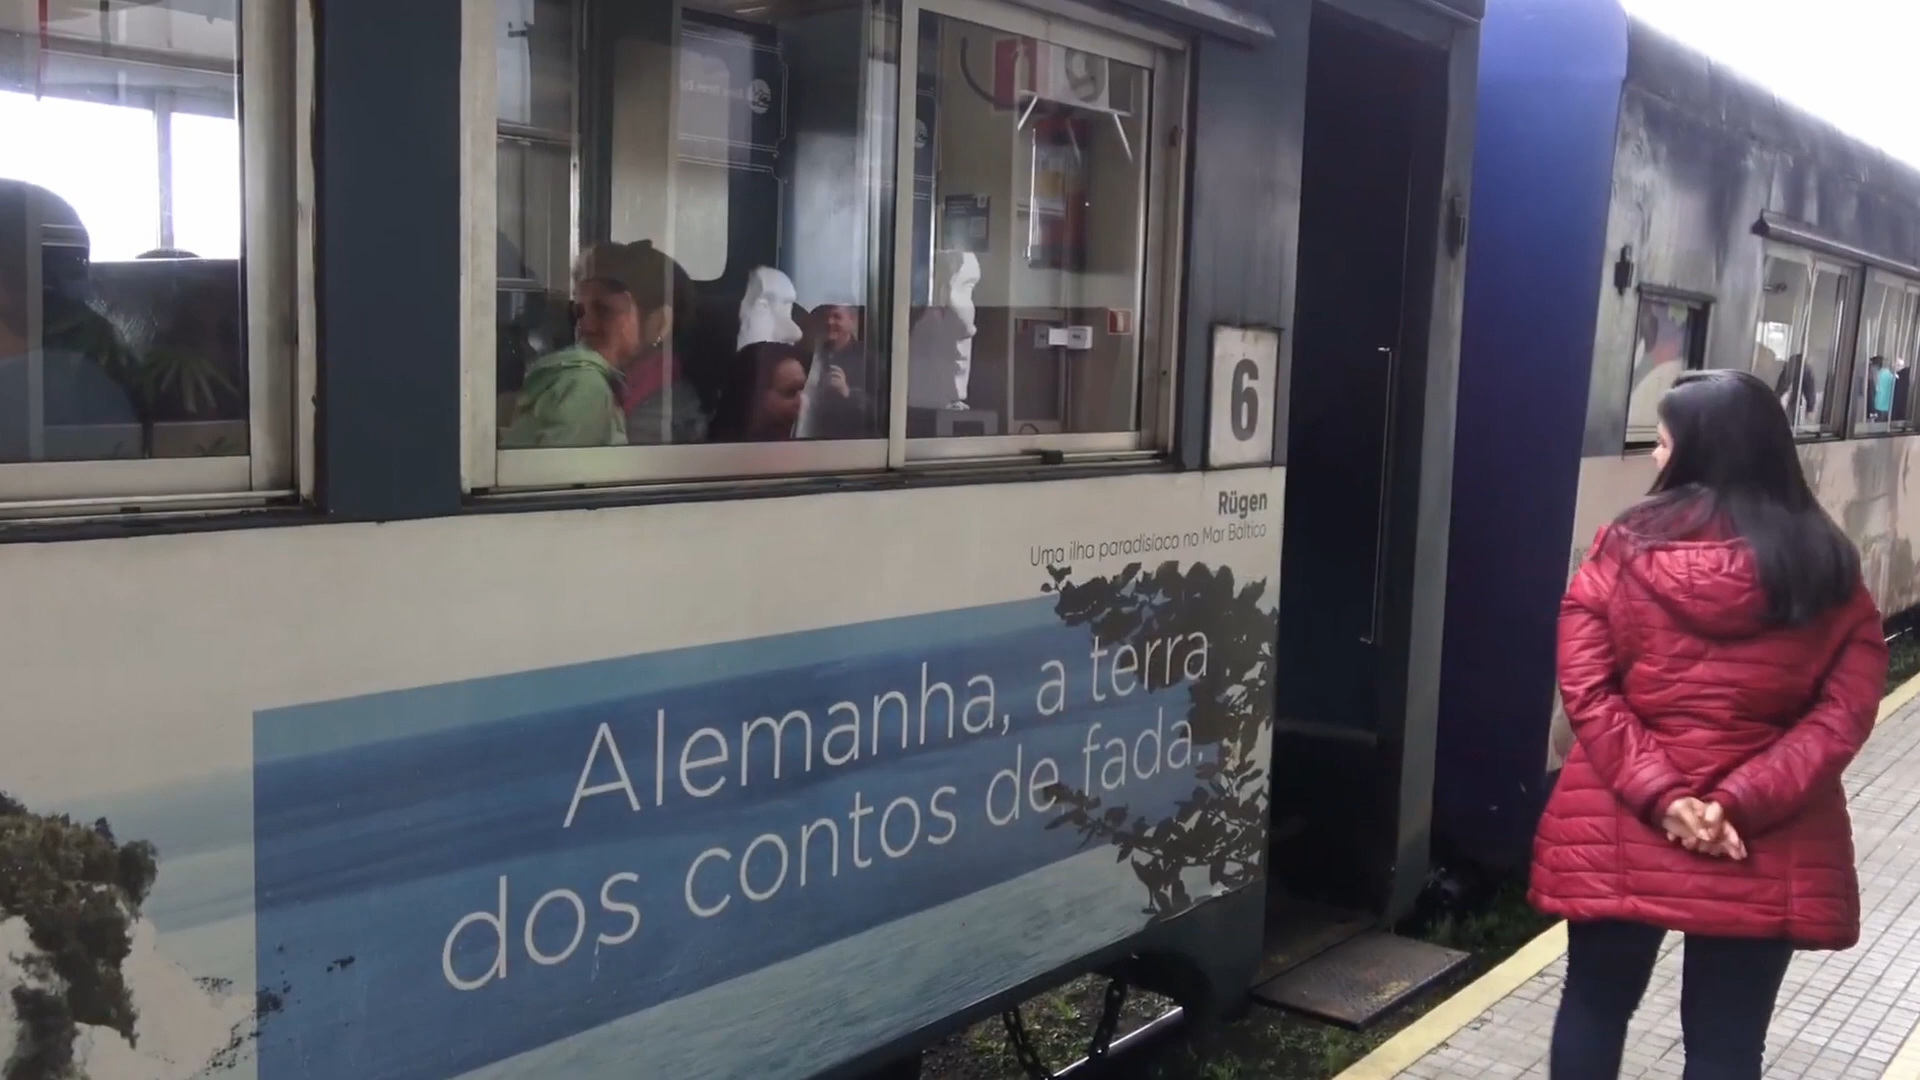 6
Rügen
Uma ilha paradisíaca no Mar Báltico
Alemanha, a terra
dos contos de fada.